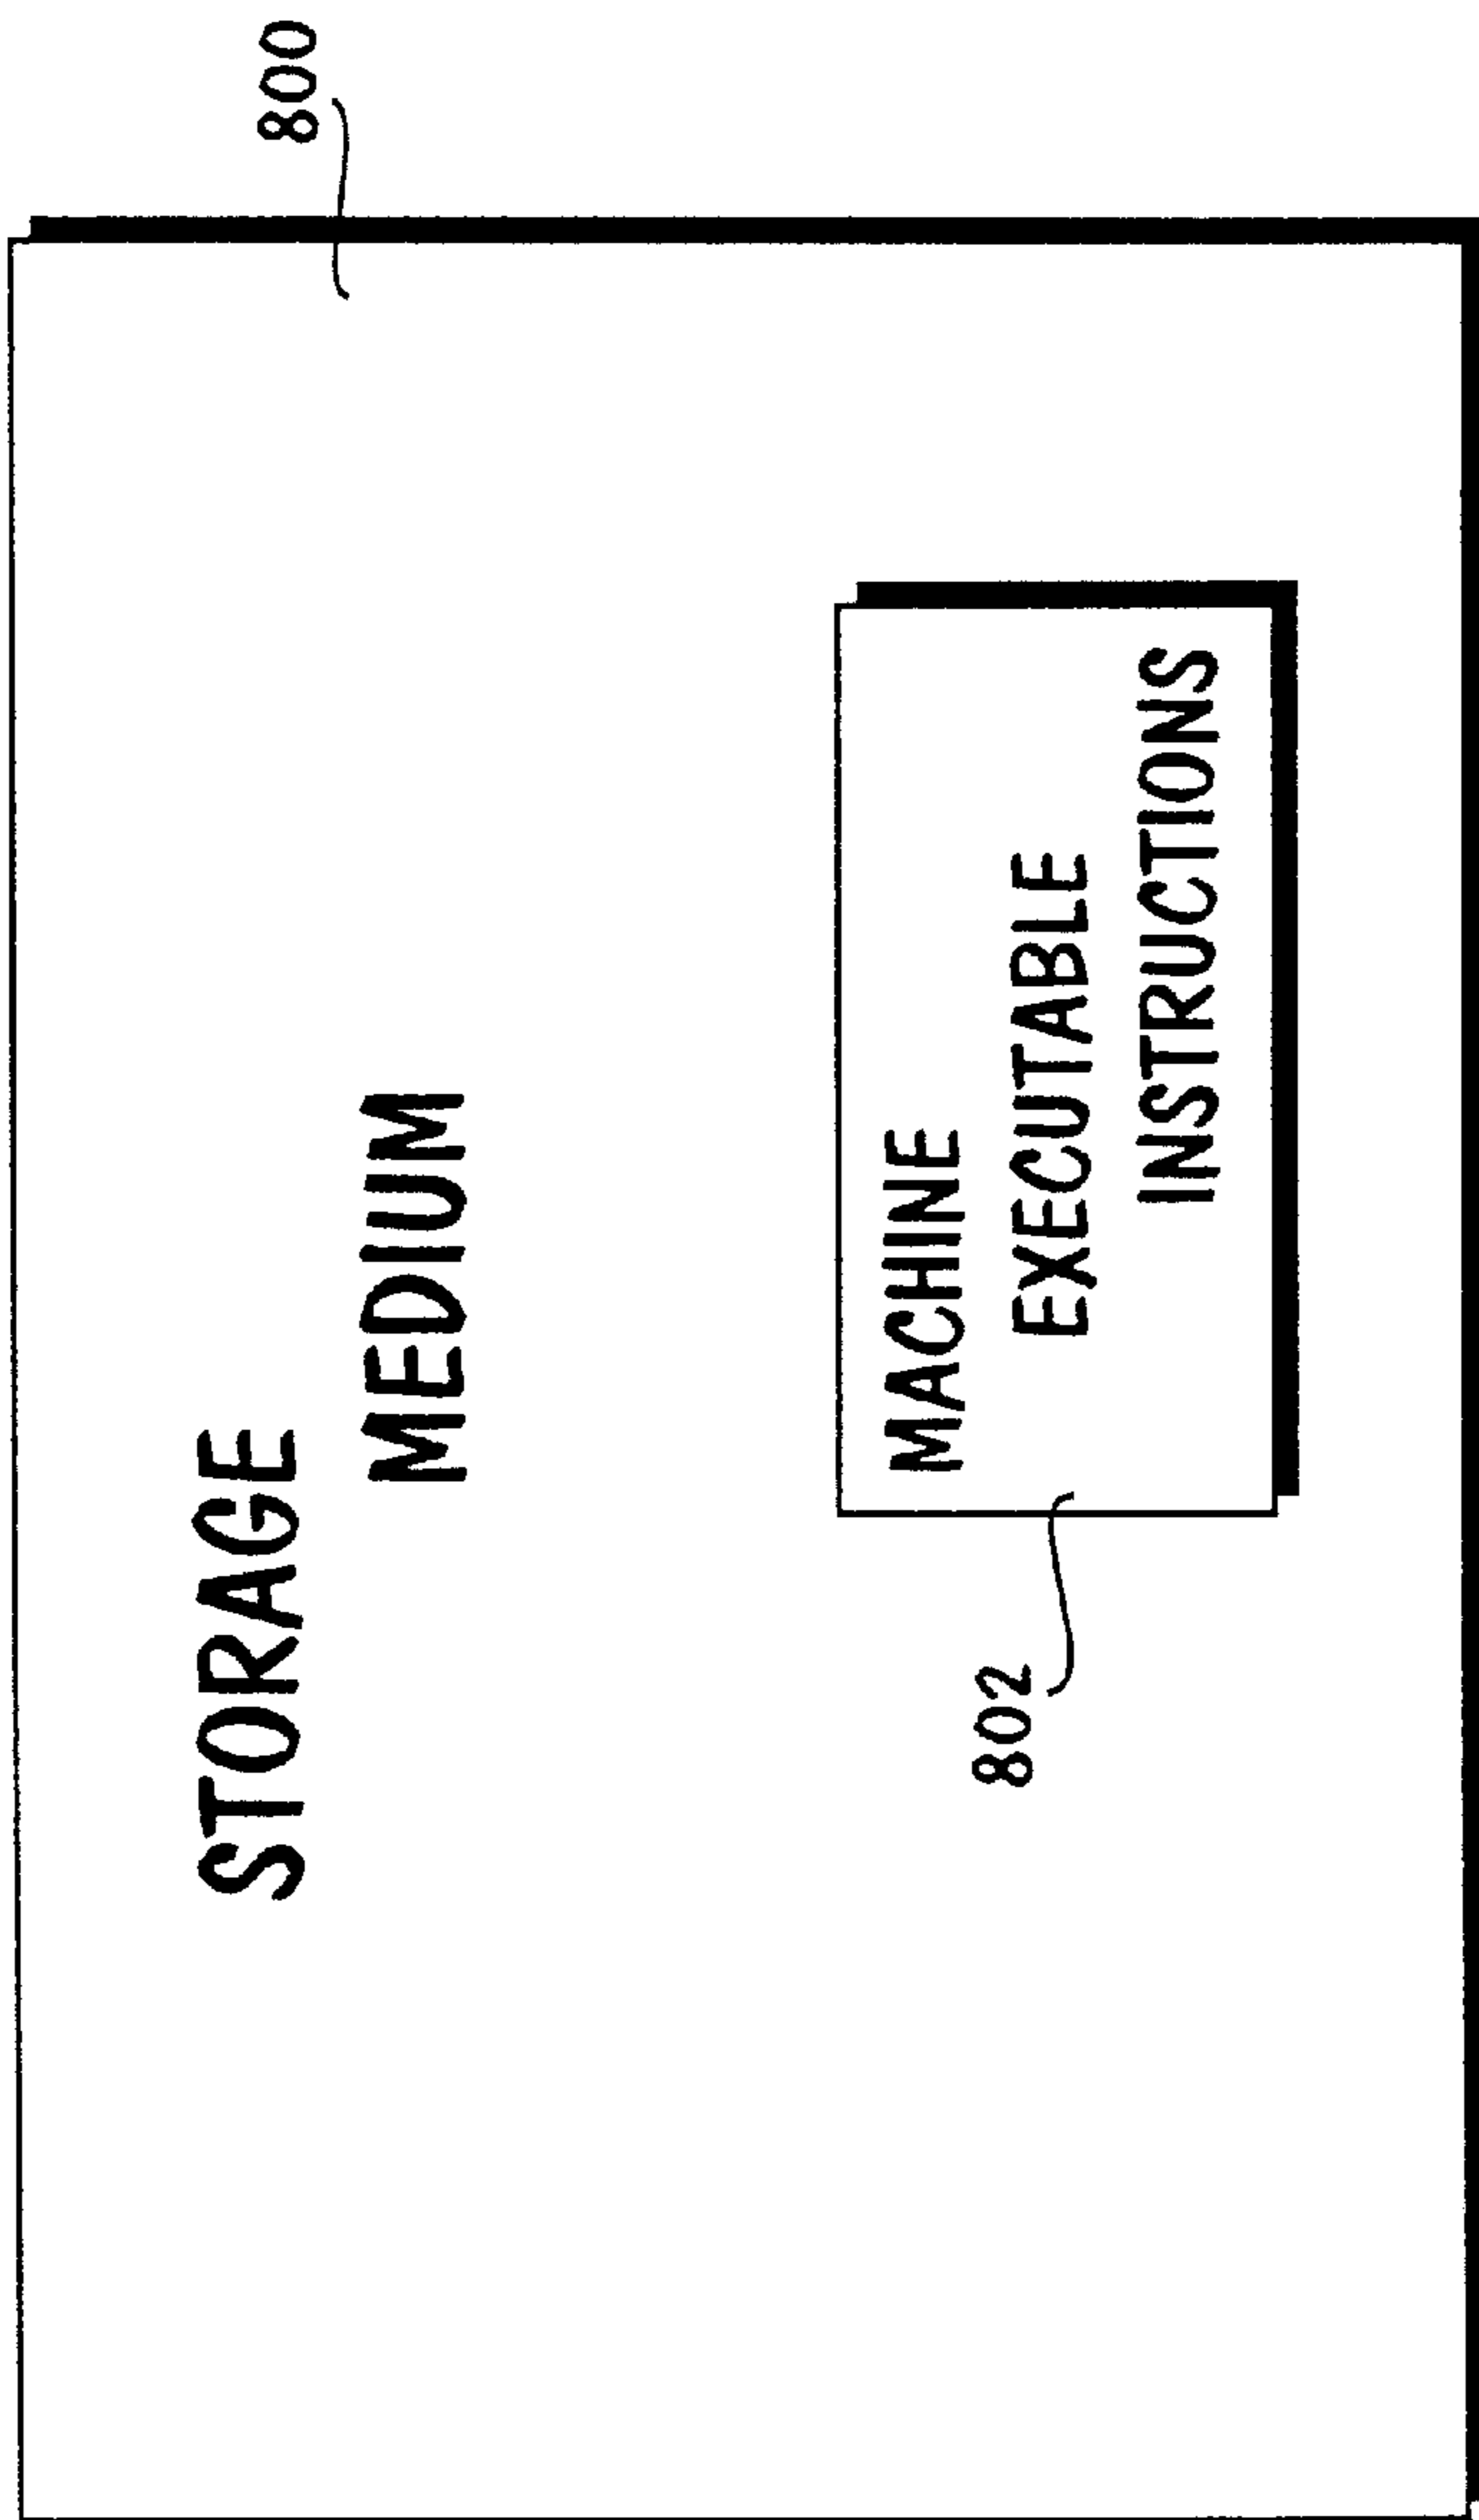 800
STORAGE
MEDIUM
MACHINE
EXECUTABLE
INSTRUCTIONS
802